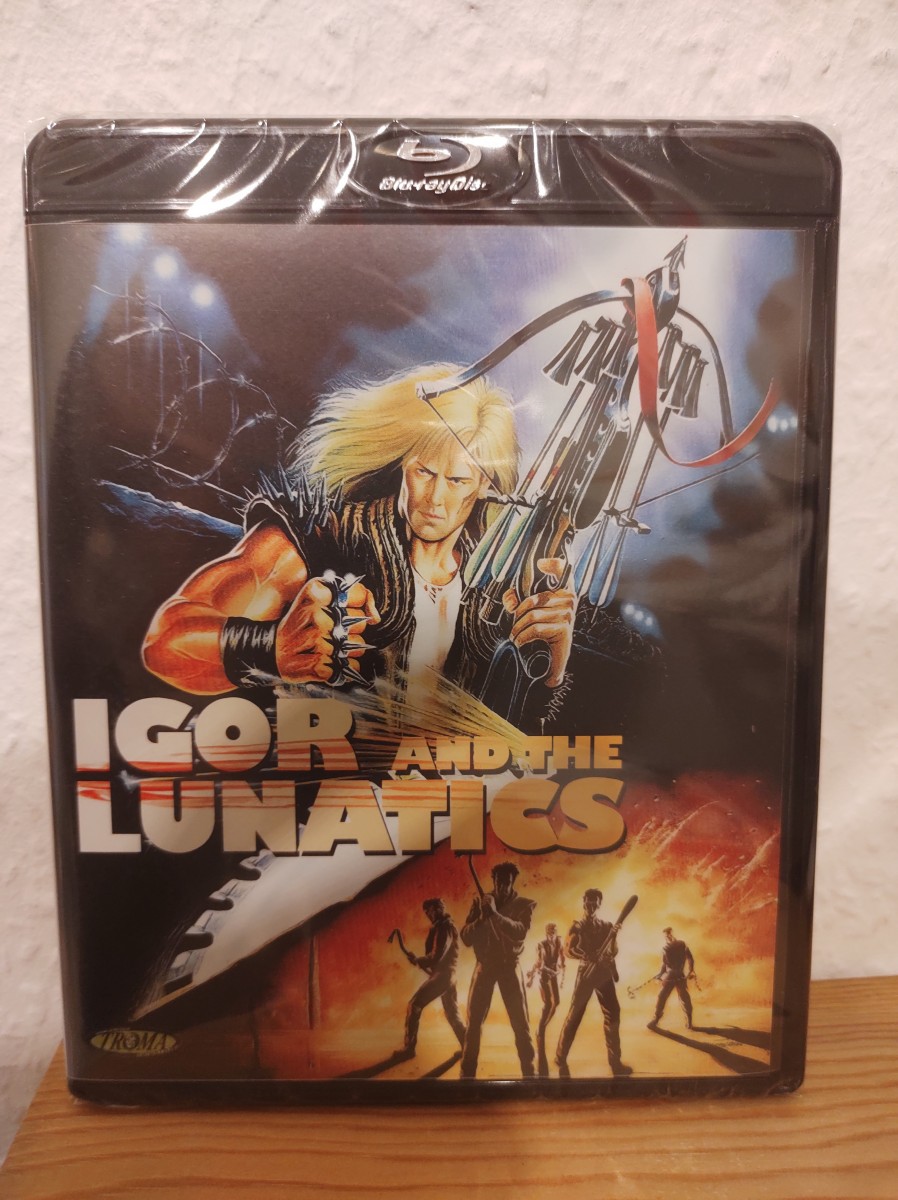 Blu-ray Disc
IGOR AND THE
LUNATICS
TROMA